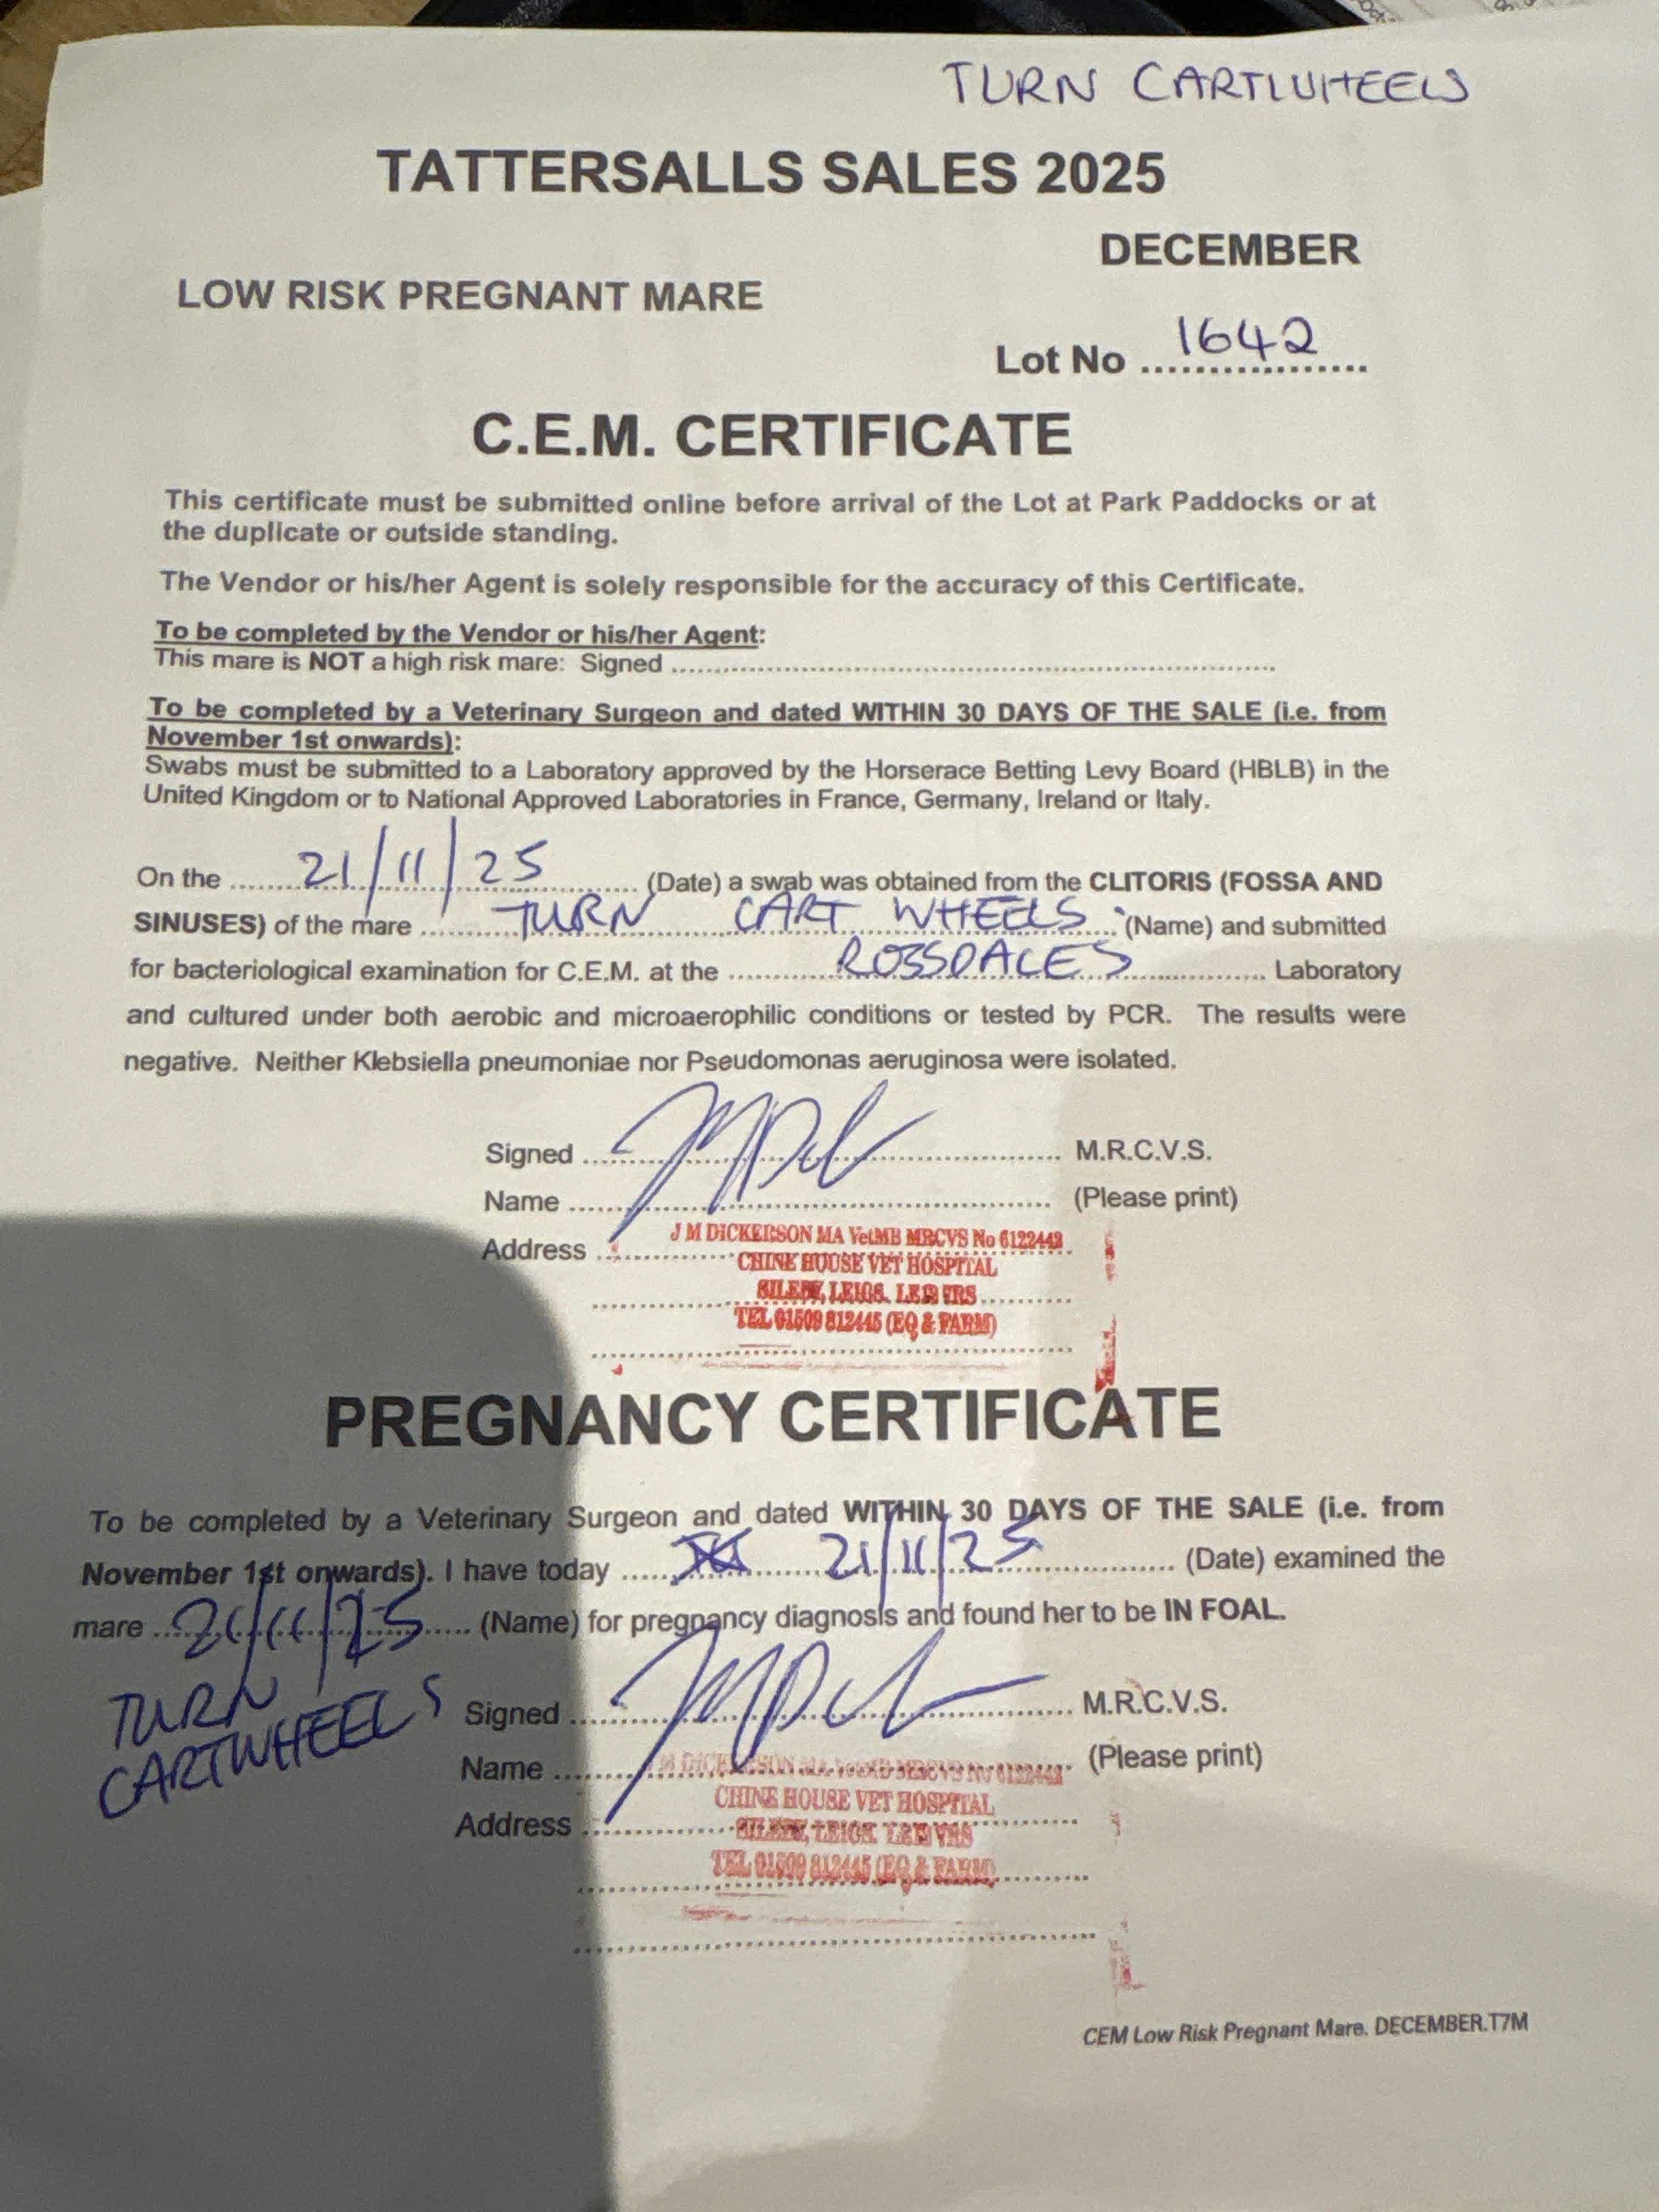 TURN CARTWHEELS
TATTERSALLS SALES 2025
DECEMBER
LOW RISK PREGNANT MARE
Lot No 1642
C.E.M. CERTIFICATE
This certificate must be submitted online before arrival of the Lot at Park Paddocks or at
the duplicate or outside standing.
The Vendor or his/her Agent is solely responsible for the accuracy of this Certificate.
To be completed by the Vendor or his/her Agent:
This mare is NOT a high risk mare: Signed
To be completed by a Veterinary Surgeon and dated WITHIN 30 DAYS OF THE SALE (i.e. from
November 1st onwards):
Swabs must be submitted to a Laboratory approved by the Horserace Betting Levy Board (HBLB) in the
United Kingdom or to National Approved Laboratories in France, Germany, Ireland or Italy.
On the 21/11/25 (Date) a swab was obtained from the CLITORIS (FOSSA AND
SINUSES) of the mare TURN CART WHEELS (Name) and submitted
for bacteriological examination for C.E.M. at the ROSSDALES Laboratory
and cultured under both aerobic and microaerophilic conditions or tested by PCR. The results were
negative. Neither Klebsiella pneumoniae nor Pseudomonas aeruginosa were isolated.
Signed M.R.C.V.S.
Name (Please print)
J M DICKERSON MA VetMB MRCVS No 6122442
Address
CHINE HOUSE VET HOSPITAL
SILEBY, LEICS.
TEL 01509 812445 (EQ & FARM)
PREGNANCY CERTIFICATE
To be completed by a Veterinary Surgeon and dated WITHIN 30 DAYS OF THE SALE (i.e. from
November 1st onwards). I have today 21/11/25 (Date) examined the
mare 21/11/25 (Name) for pregnancy diagnosis and found her to be IN FOAL.
TURN
CARTWHEELS
Signed M.R.C.V.S.
Name (Please print)
J M DICKERSON MA VetMB MRCVS No 6122442
CHINE HOUSE VET HOSPITAL
Address
SILEBY, LEICS.
TEL 01509 812445 (EQ & FARM)
CEM Low Risk Pregnant Mare. DECEMBER.T7M